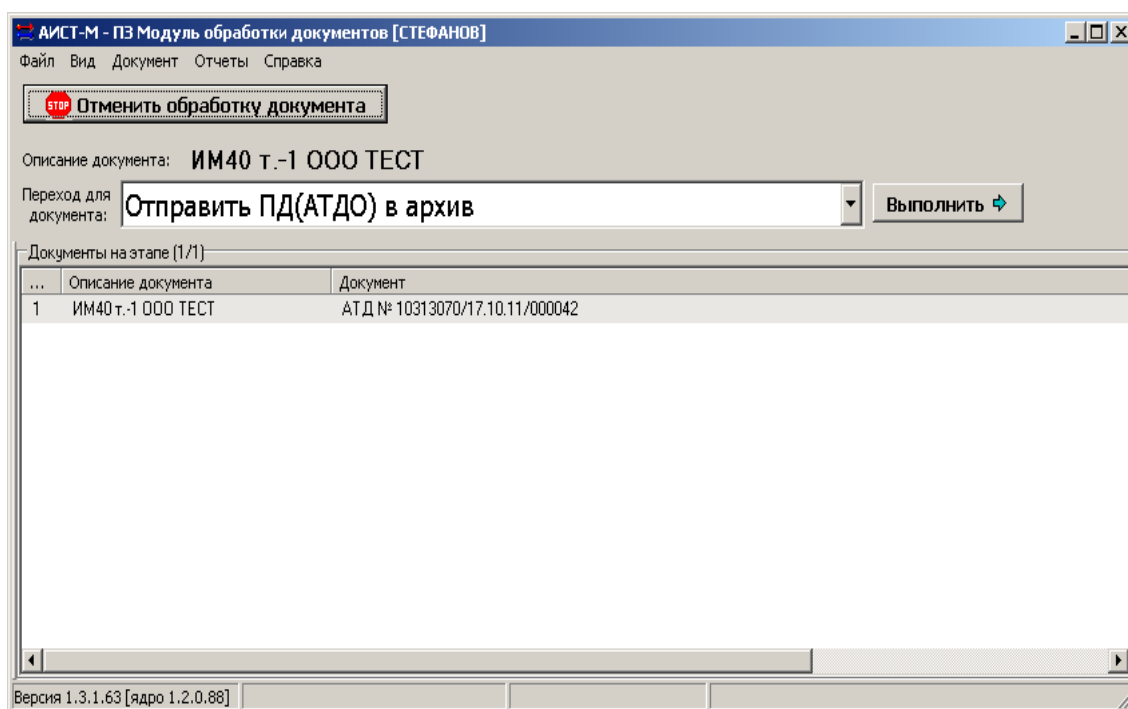 АИСТ-М - ПЗ Модуль обработки документов [СТЕФАНОВ]
Файл Вид Документ Отчеты Справка
STOP Отменить обработку документа
Описание документа: ИМ40 т.-1 ООО ТЕСТ
Переход для документа: Отправить ПД(АТДО) в архив Выполнить
Документы на этапе (1/1)
... Описание документа Документ
1 ИМ40 т.-1 ООО ТЕСТ АТД № 10313070/17.10.11/000042
Версия 1.3.1.63 [ядро 1.2.0.88]